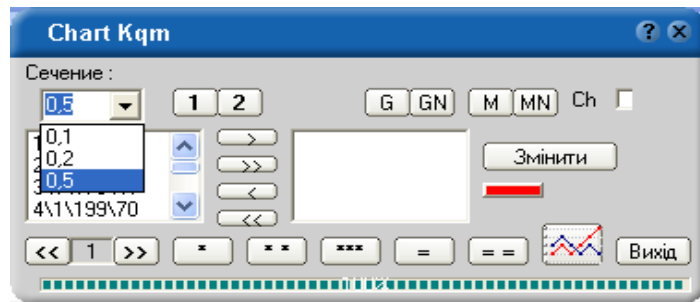 Chart Kqm ? x
Сечение :
0,5 1 2 G GN M MN Ch
0,1
0,2
0,5
> >> < <<
4\1\199\70
Змінити
<< 1 >> * ** *** = == Вихід